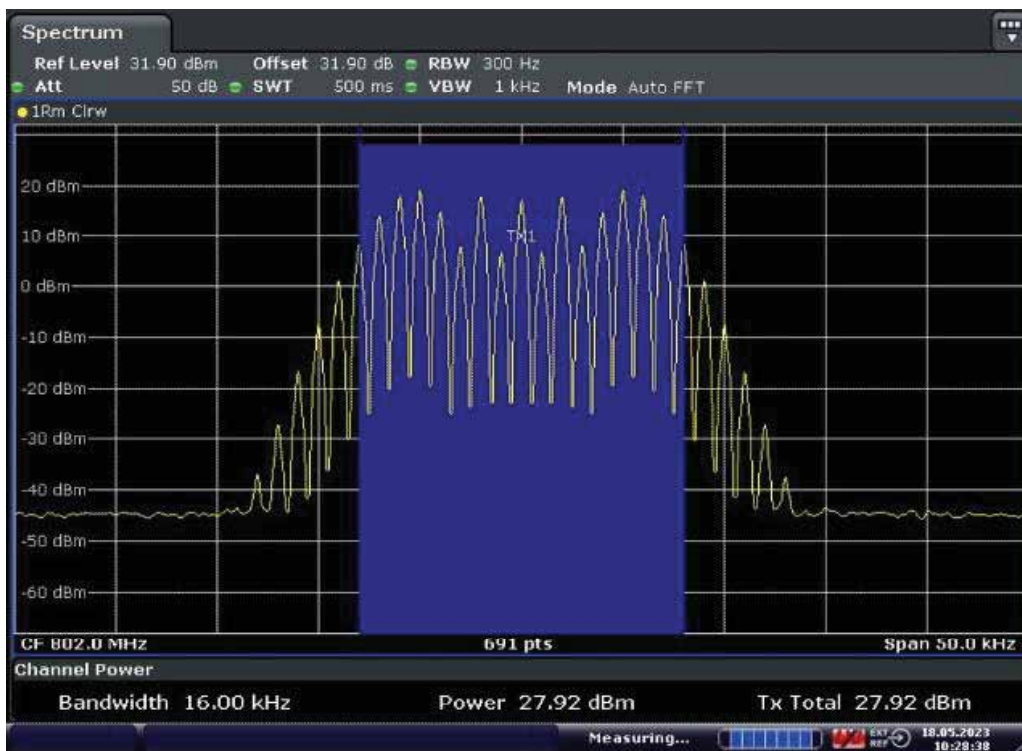 Spectrum
Ref Level 31.90 dBm Offset 31.90 dB RBW 300 Hz
Att 50 dB SWT 500 ms VBW 1 kHz Mode Auto FFT
1Rm Clrw
20 dBm
10 dBm
TX1
0 dBm
-10 dBm
-20 dBm
-30 dBm
-40 dBm
-50 dBm
-60 dBm
CF 802.0 MHz 691 pts Span 50.0 kHz
Channel Power
Bandwidth 16.00 kHz Power 27.92 dBm Tx Total 27.92 dBm
Measuring... EXT REF 18.05.2023
10:28:38